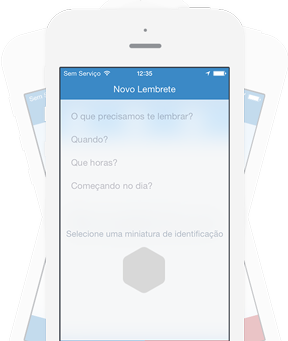 Sem Serviço 12:35
Novo Lembrete
O que precisamos te lembrar?
Quando?
Que horas?
Começando no dia?
Selecione uma miniatura de identificação